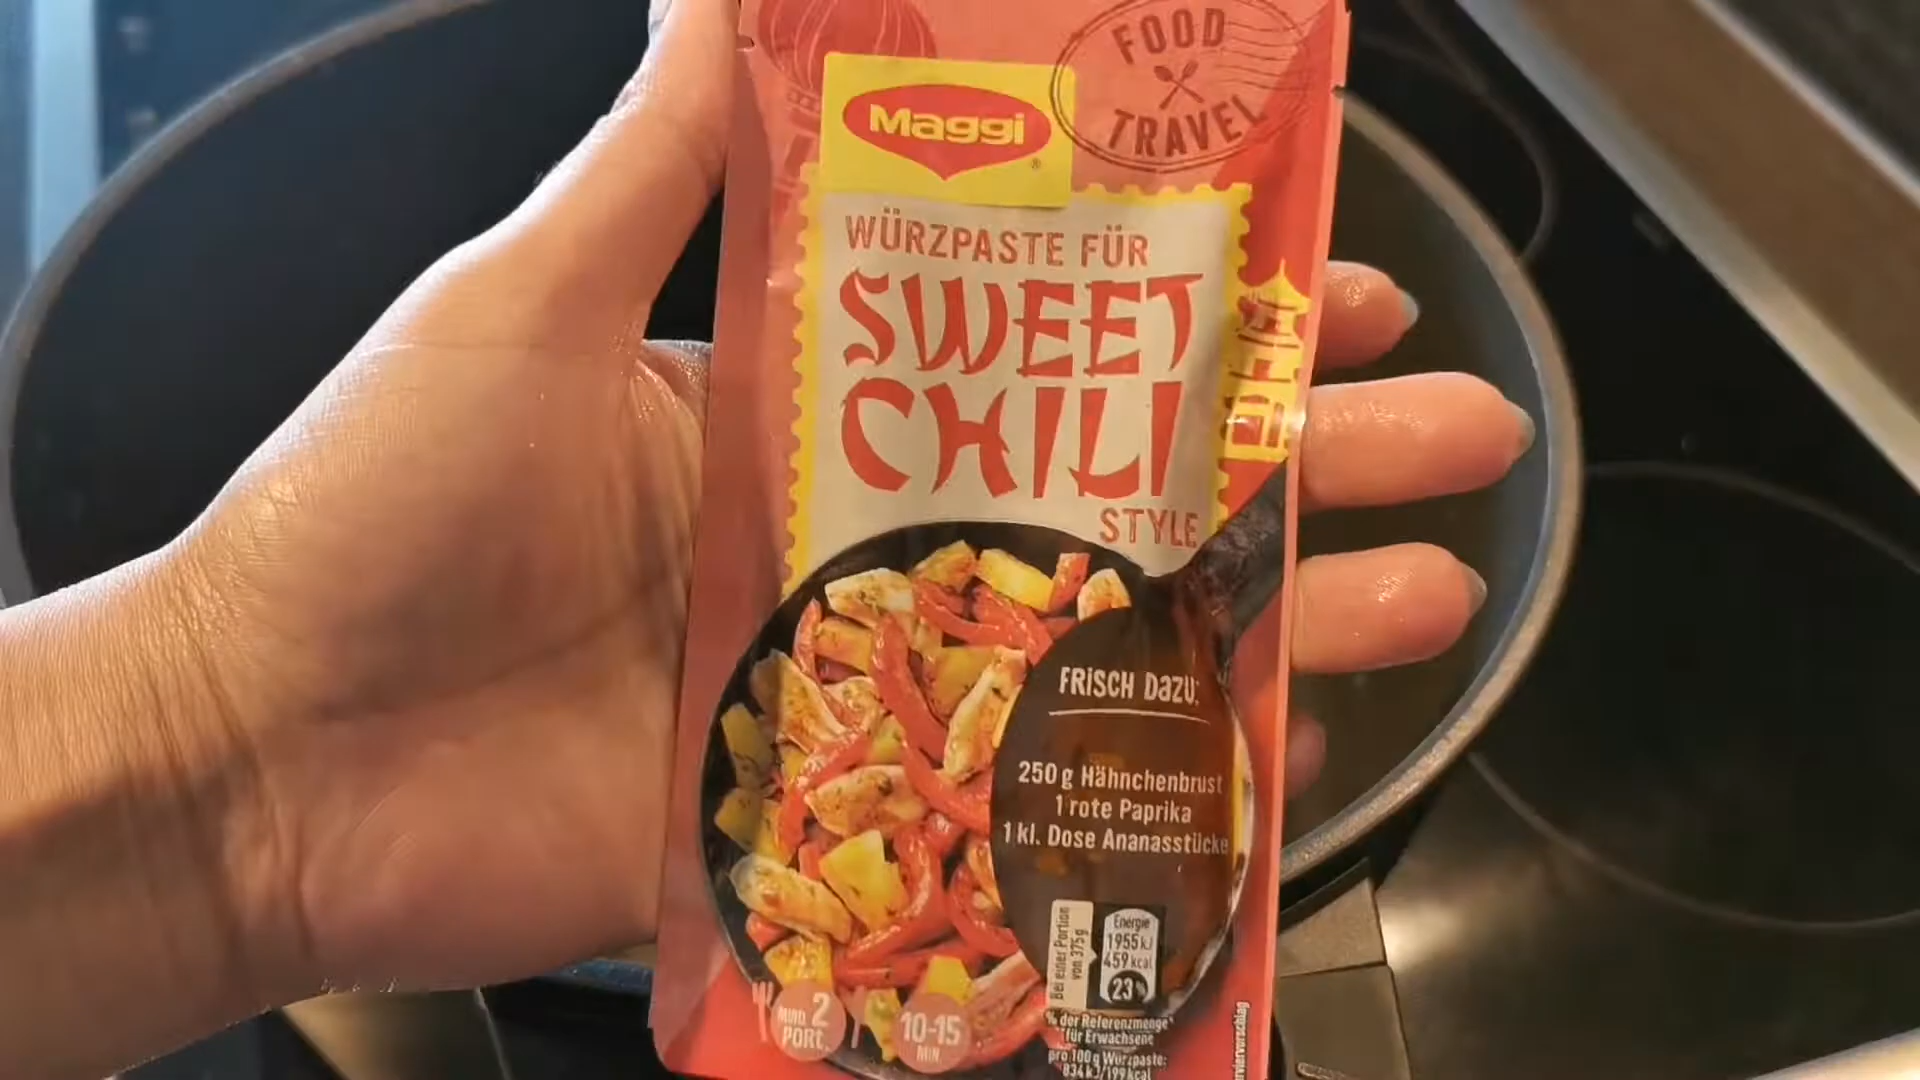 FOOD
TRAVEL
Maggi
®
WÜRZPASTE FÜR
SWEET
CHILI
STYLE
FRISCH DAZU:
250 g Hähnchenbrust
1 rote Paprika
1 kl. Dose Ananasstücke
Bei einer Portion
von 375 g
Energie
1955 kJ
459 kcal
23%
% der Referenzmenge*
für Erwachsene
pro 100 g Würzpaste:
834 kJ/199 kcal
2
PORT.
10-15
MIN